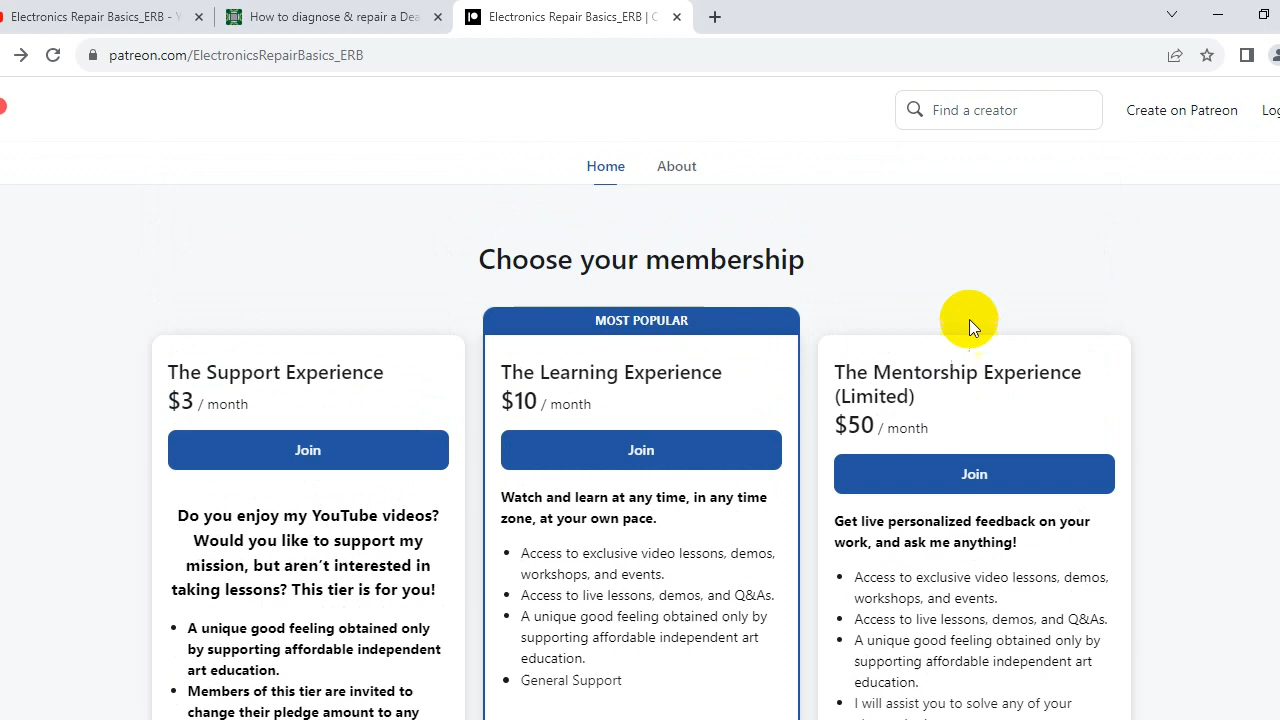 Electronics Repair Basics_ERB - Y
How to diagnose & repair a Dea
Electronics Repair Basics_ERB | C
patreon.com/ElectronicsRepairBasics_ERB
Find a creator
Create on Patreon
Log
Home
About
Choose your membership
MOST POPULAR
The Support Experience
$3 / month
Join
Do you enjoy my YouTube videos?
Would you like to support my
mission, but aren't interested in
taking lessons? This tier is for you!
• A unique good feeling obtained only
by supporting affordable independent
art education.
• Members of this tier are invited to
change their pledge amount to any
The Learning Experience
$10 / month
Join
Watch and learn at any time, in any time
zone, at your own pace.
• Access to exclusive video lessons, demos,
workshops, and events.
• Access to live lessons, demos, and Q&As.
• A unique good feeling obtained only by
supporting affordable independent art
education.
• General Support
The Mentorship Experience
(Limited)
$50 / month
Join
Get live personalized feedback on your
work, and ask me anything!
• Access to exclusive video lessons, demos,
workshops, and events.
• Access to live lessons, demos, and Q&As.
• A unique good feeling obtained only by
supporting affordable independent art
education.
• I will assist you to solve any of your